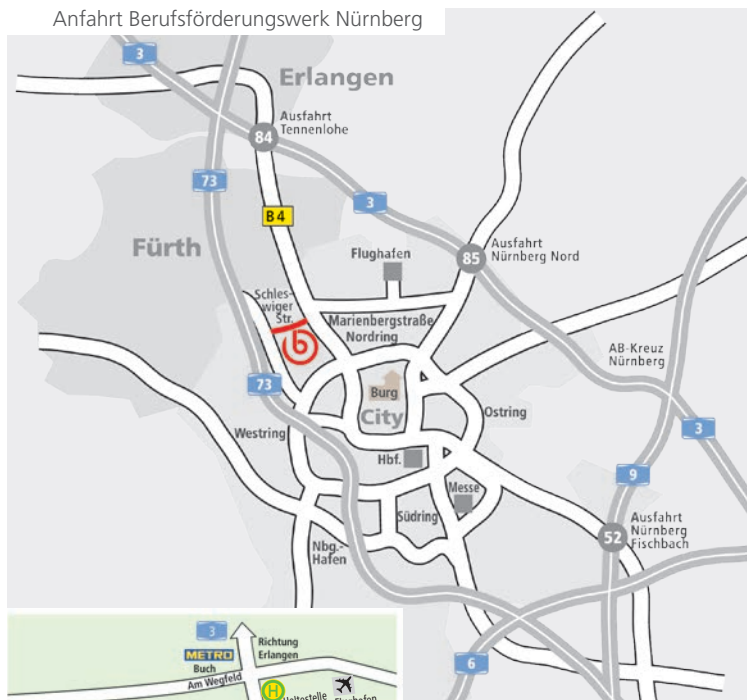 Anfahrt Berufsförderungswerk Nürnberg
3
Erlangen
Ausfahrt
Tennenlohe
84
73
3
B4
Fürth
Flughafen
85
Ausfahrt
Nürnberg Nord
Schles-
wiger
Str.
Marienbergstraße
Nordring
AB-Kreuz
Nürnberg
73
Burg
City
Ostring
Westring
3
Hbf.
9
Messe
Südring
Ausfahrt
Nürnberg
Fischbach
52
Nbg.-
Hafen
6
3
Richtung
Erlangen
METRO
Buch
Am Wegfeld
H
Haltestelle
Flughafen